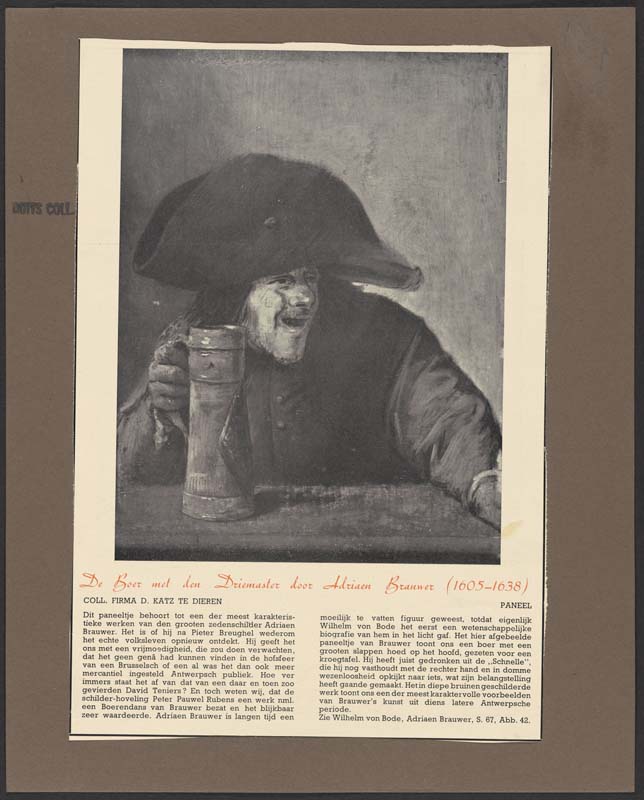 DOITS COLL.
De Boer met den Driemaster door Adriaen Brauwer (1605-1638)
COLL. FIRMA D. KATZ TE DIEREN
PANEEL
Dit paneeltje behoort tot een der meest karakteris-
tieke werken van den grooten zedenschilder Adriaen
Brauwer. Het is of hij na Pieter Breughel wederom
het echte volksleven opnieuw ontdekt. Hij geeft het
ons met een vrijmoedigheid, die zou doen verwachten,
dat het geen genâ had kunnen vinden in de hofsfeer
van een Brusselsch of een al was het dan ook meer
mercantiel ingesteld Antwerpsch publiek. Hoe ver
immers staat het af van dat van een daar en toen zoo
gevierden David Teniers? En toch weten wij, dat de
schilder-hoveling Peter Pauwel Rubens een werk nml.
een Boerendans van Brauwer bezat en het blijkbaar
zeer waardeerde. Adriaen Brauwer is langen tijd een
moeilijk te vatten figuur geweest, totdat eigenlijk
Wilhelm von Bode het eerst een wetenschappelijke
biografie van hem in het licht gaf. Het hier afgebeelde
paneeltje van Brauwer toont ons een boer met een
grooten slappen hoed op het hoofd, gezeten voor een
kroegtafel. Hij heeft juist gedronken uit de „Schnelle",
die hij nog vasthoudt met de rechter hand en in domme
wezenloosheid opkijkt naar iets, wat zijn belangstelling
heeft gaande gemaakt. Het in diepe bruinen geschilderde
werk toont ons een der meest karaktervolle voorbeelden
van Brauwer's kunst uit diens latere Antwerpsche
periode.
Zie Wilhelm von Bode, Adriaen Brauwer, S. 67, Abb. 42.